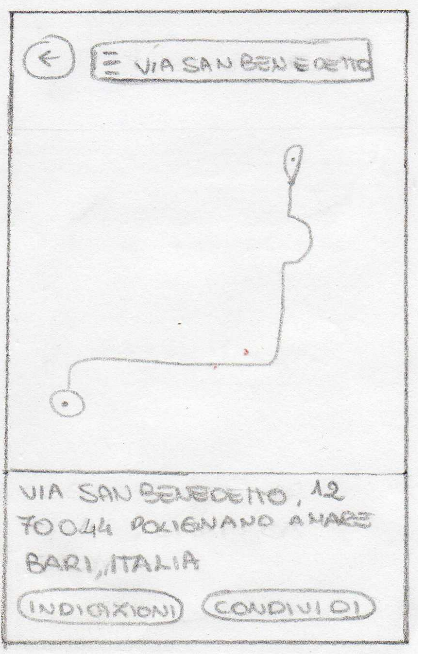 VIA SAN BENEDETTO
VIA SAN BENEDETTO, 12
70044 POLIGNANO A MARE
BARI, ITALIA
INDICAZIONI
CONDIVIDI